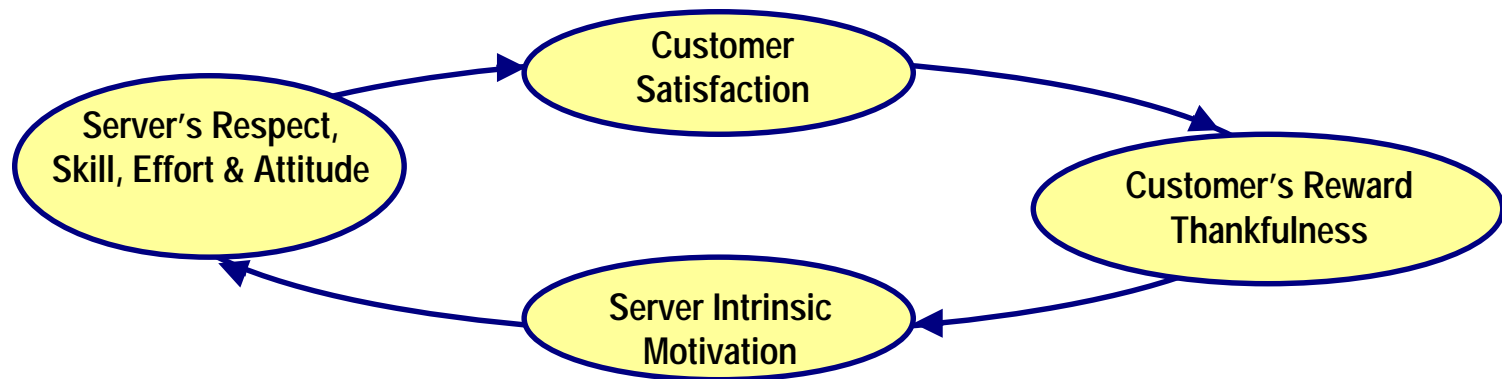 Customer
Satisfaction
Server’s Respect,
Skill, Effort & Attitude
Customer’s Reward
Thankfulness
Server Intrinsic
Motivation